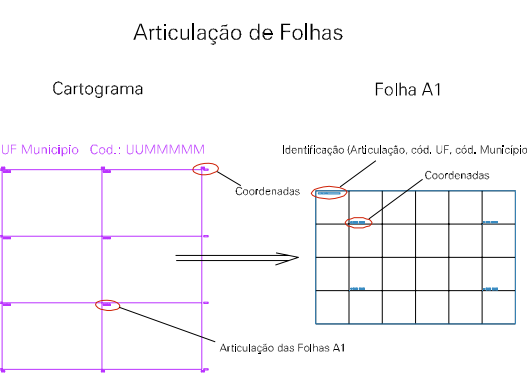 Articulação de Folhas
Cartograma
Folha A1
UF Municipio Cod.: UUMMMMM
Identificação (Articulação, cód. UF, cód. Município
Coordenadas
Coordenadas
Articulação das Folhas A1